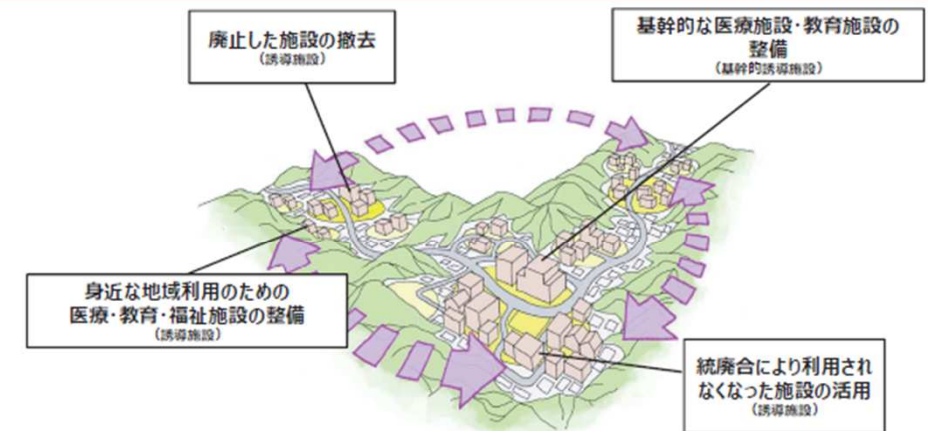 廃止した施設の撤去
(誘導施設)
基幹的な医療施設・教育施設の
整備
(基幹的誘導施設)
身近な地域利用のための
医療・教育・福祉施設の整備
(誘導施設)
統廃合により利用され
なくなった施設の活用
(誘導施設)